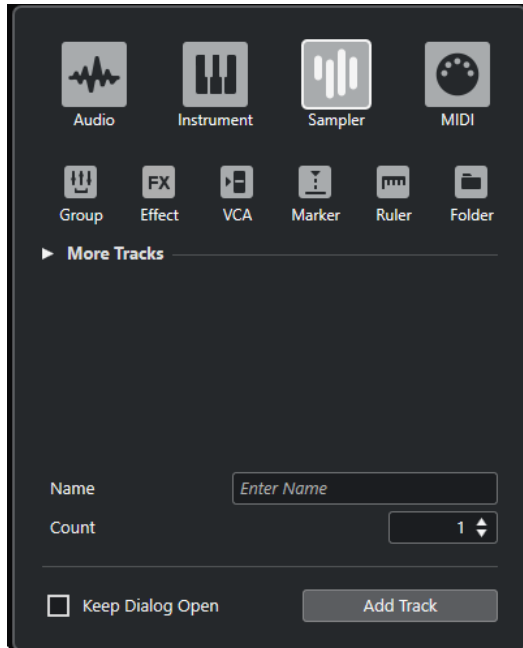 Audio Instrument Sampler MIDI
FX
Group Effect VCA Marker Ruler Folder
More Tracks
Name Enter Name
Count 1
Keep Dialog Open Add Track